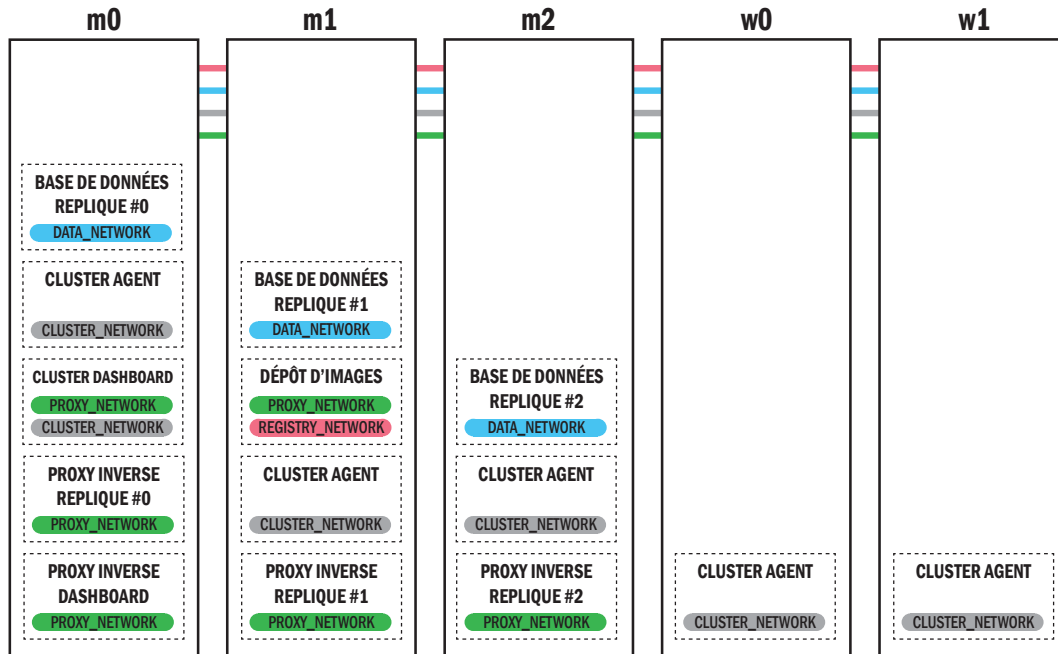 m0
m1
m2
w0
w1
BASE DE DONNÉES
REPLIQUE #0
DATA_NETWORK
CLUSTER AGENT
CLUSTER_NETWORK
CLUSTER DASHBOARD
PROXY_NETWORK
CLUSTER_NETWORK
PROXY INVERSE
REPLIQUE #0
PROXY_NETWORK
PROXY INVERSE
DASHBOARD
PROXY_NETWORK
BASE DE DONNÉES
REPLIQUE #1
DATA_NETWORK
DÉPÔT D'IMAGES
PROXY_NETWORK
REGISTRY_NETWORK
CLUSTER AGENT
CLUSTER_NETWORK
PROXY INVERSE
REPLIQUE #1
PROXY_NETWORK
BASE DE DONNÉES
REPLIQUE #2
DATA_NETWORK
CLUSTER AGENT
CLUSTER_NETWORK
PROXY INVERSE
REPLIQUE #2
PROXY_NETWORK
CLUSTER AGENT
CLUSTER_NETWORK
CLUSTER AGENT
CLUSTER_NETWORK